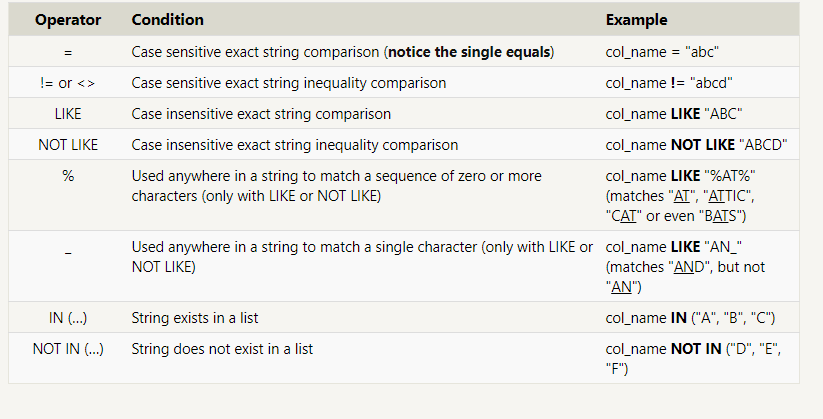 Operator Condition Example
= Case sensitive exact string comparison (notice the single equals) col_name = "abc"
!= or <> Case sensitive exact string inequality comparison col_name != "abcd"
LIKE Case insensitive exact string comparison col_name LIKE "ABC"
NOT LIKE Case insensitive exact string inequality comparison col_name NOT LIKE "ABCD"
% Used anywhere in a string to match a sequence of zero or more col_name LIKE "%AT%"
characters (only with LIKE or NOT LIKE) (matches "AT", "ATTIC",
"CAT" or even "BATS")
_ Used anywhere in a string to match a single character (only with LIKE or col_name LIKE "AN_"
NOT LIKE) (matches "AND", but not
"AN")
IN (…) String exists in a list col_name IN ("A", "B", "C")
NOT IN (…) String does not exist in a list col_name NOT IN ("D", "E",
"F")